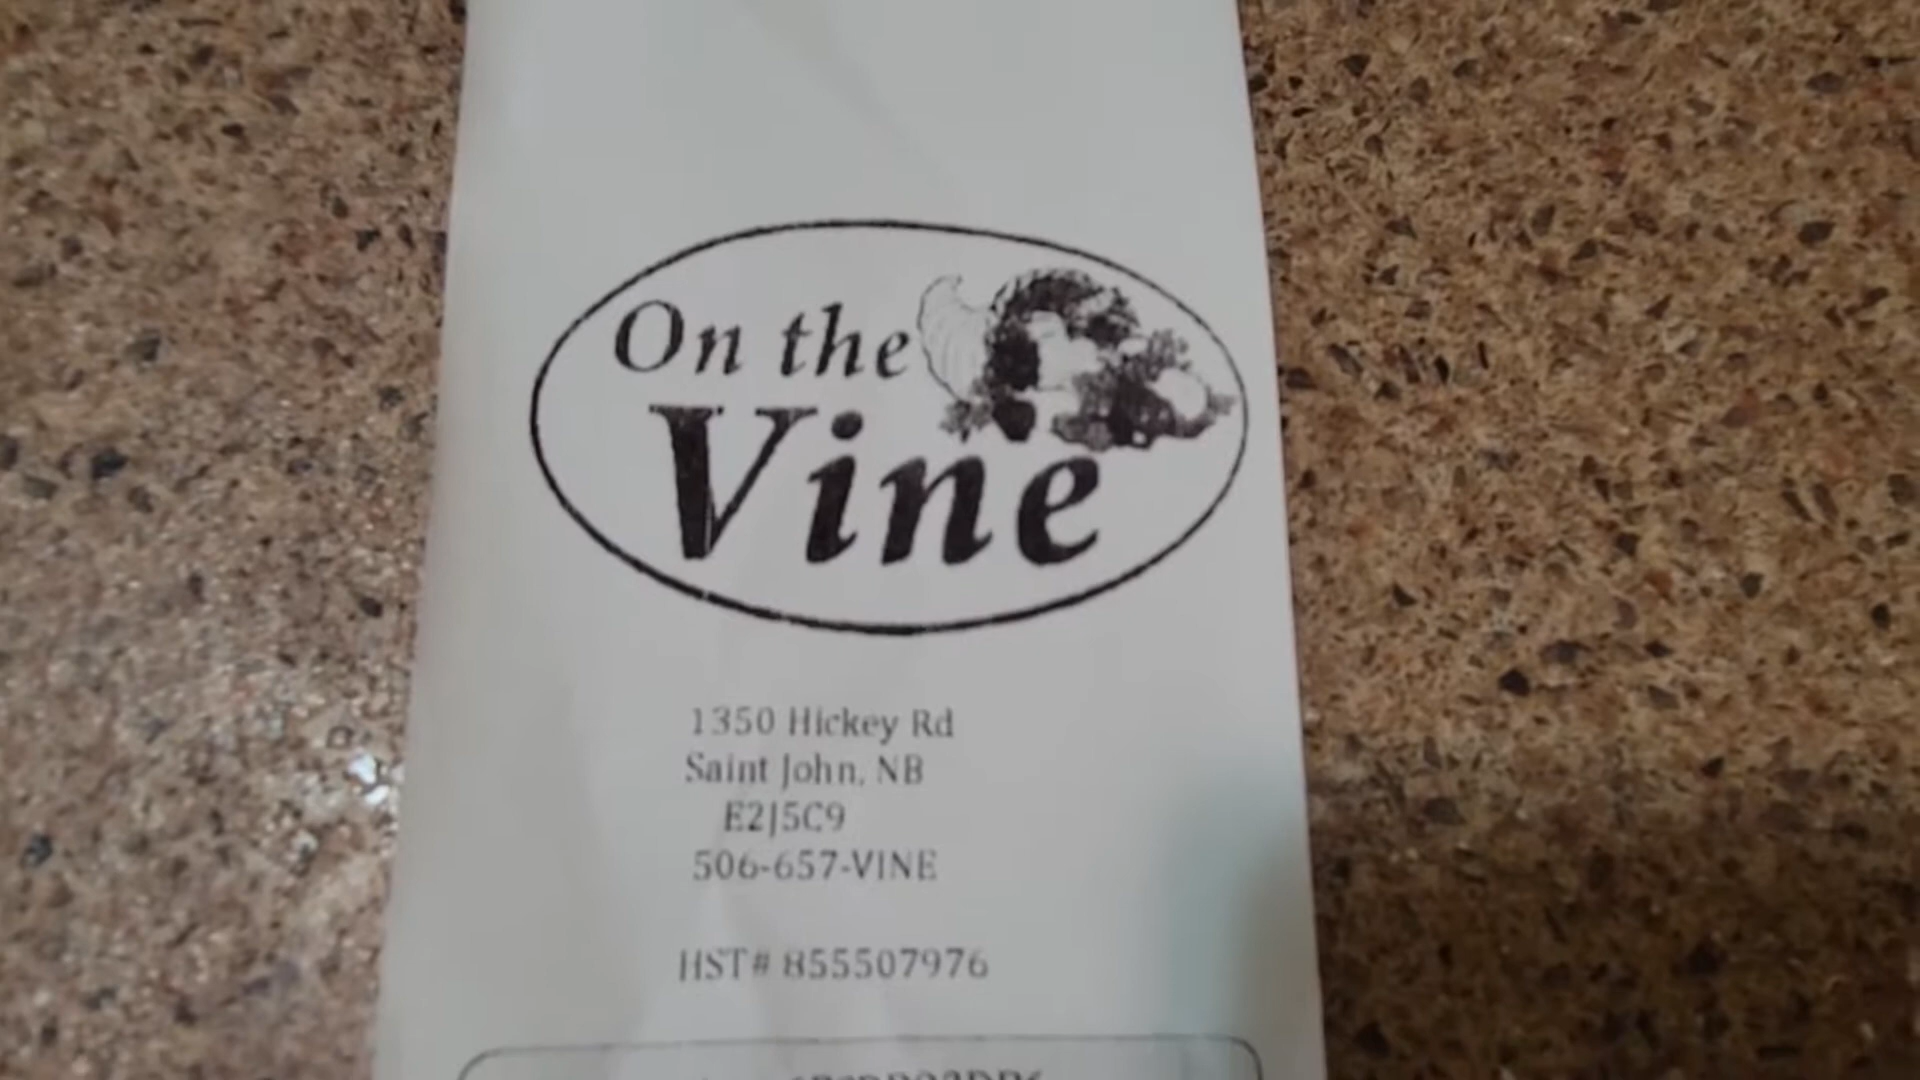 On the
Vine
1350 Hickey Rd
Saint John, NB
E2J5C9
506-657-VINE
HST# 855507976